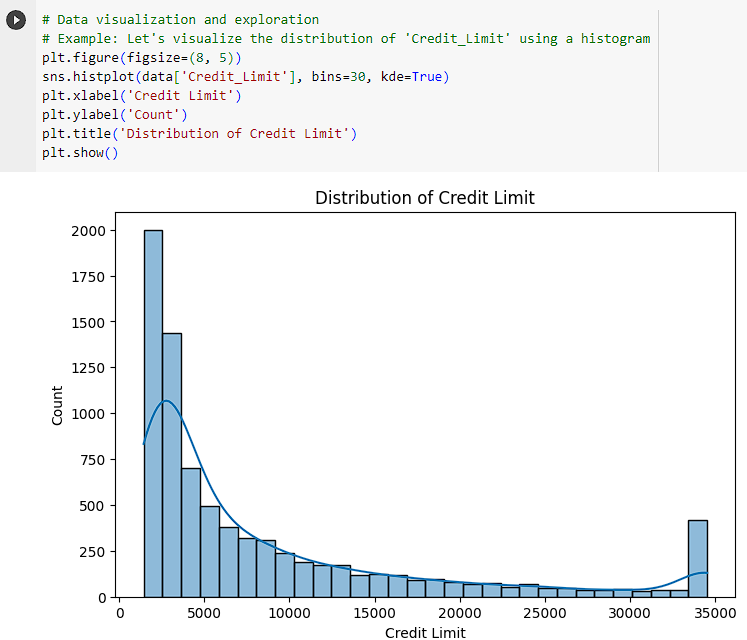 # Data visualization and exploration
# Example: Let's visualize the distribution of 'Credit_Limit' using a histogram
plt.figure(figsize=(8, 5))
sns.histplot(data['Credit_Limit'], bins=30, kde=True)
plt.xlabel('Credit Limit')
plt.ylabel('Count')
plt.title('Distribution of Credit Limit')
plt.show()
Distribution of Credit Limit
2000
1750
1500
1250
1000
750
500
250
0
Count
0 5000 10000 15000 20000 25000 30000 35000
Credit Limit